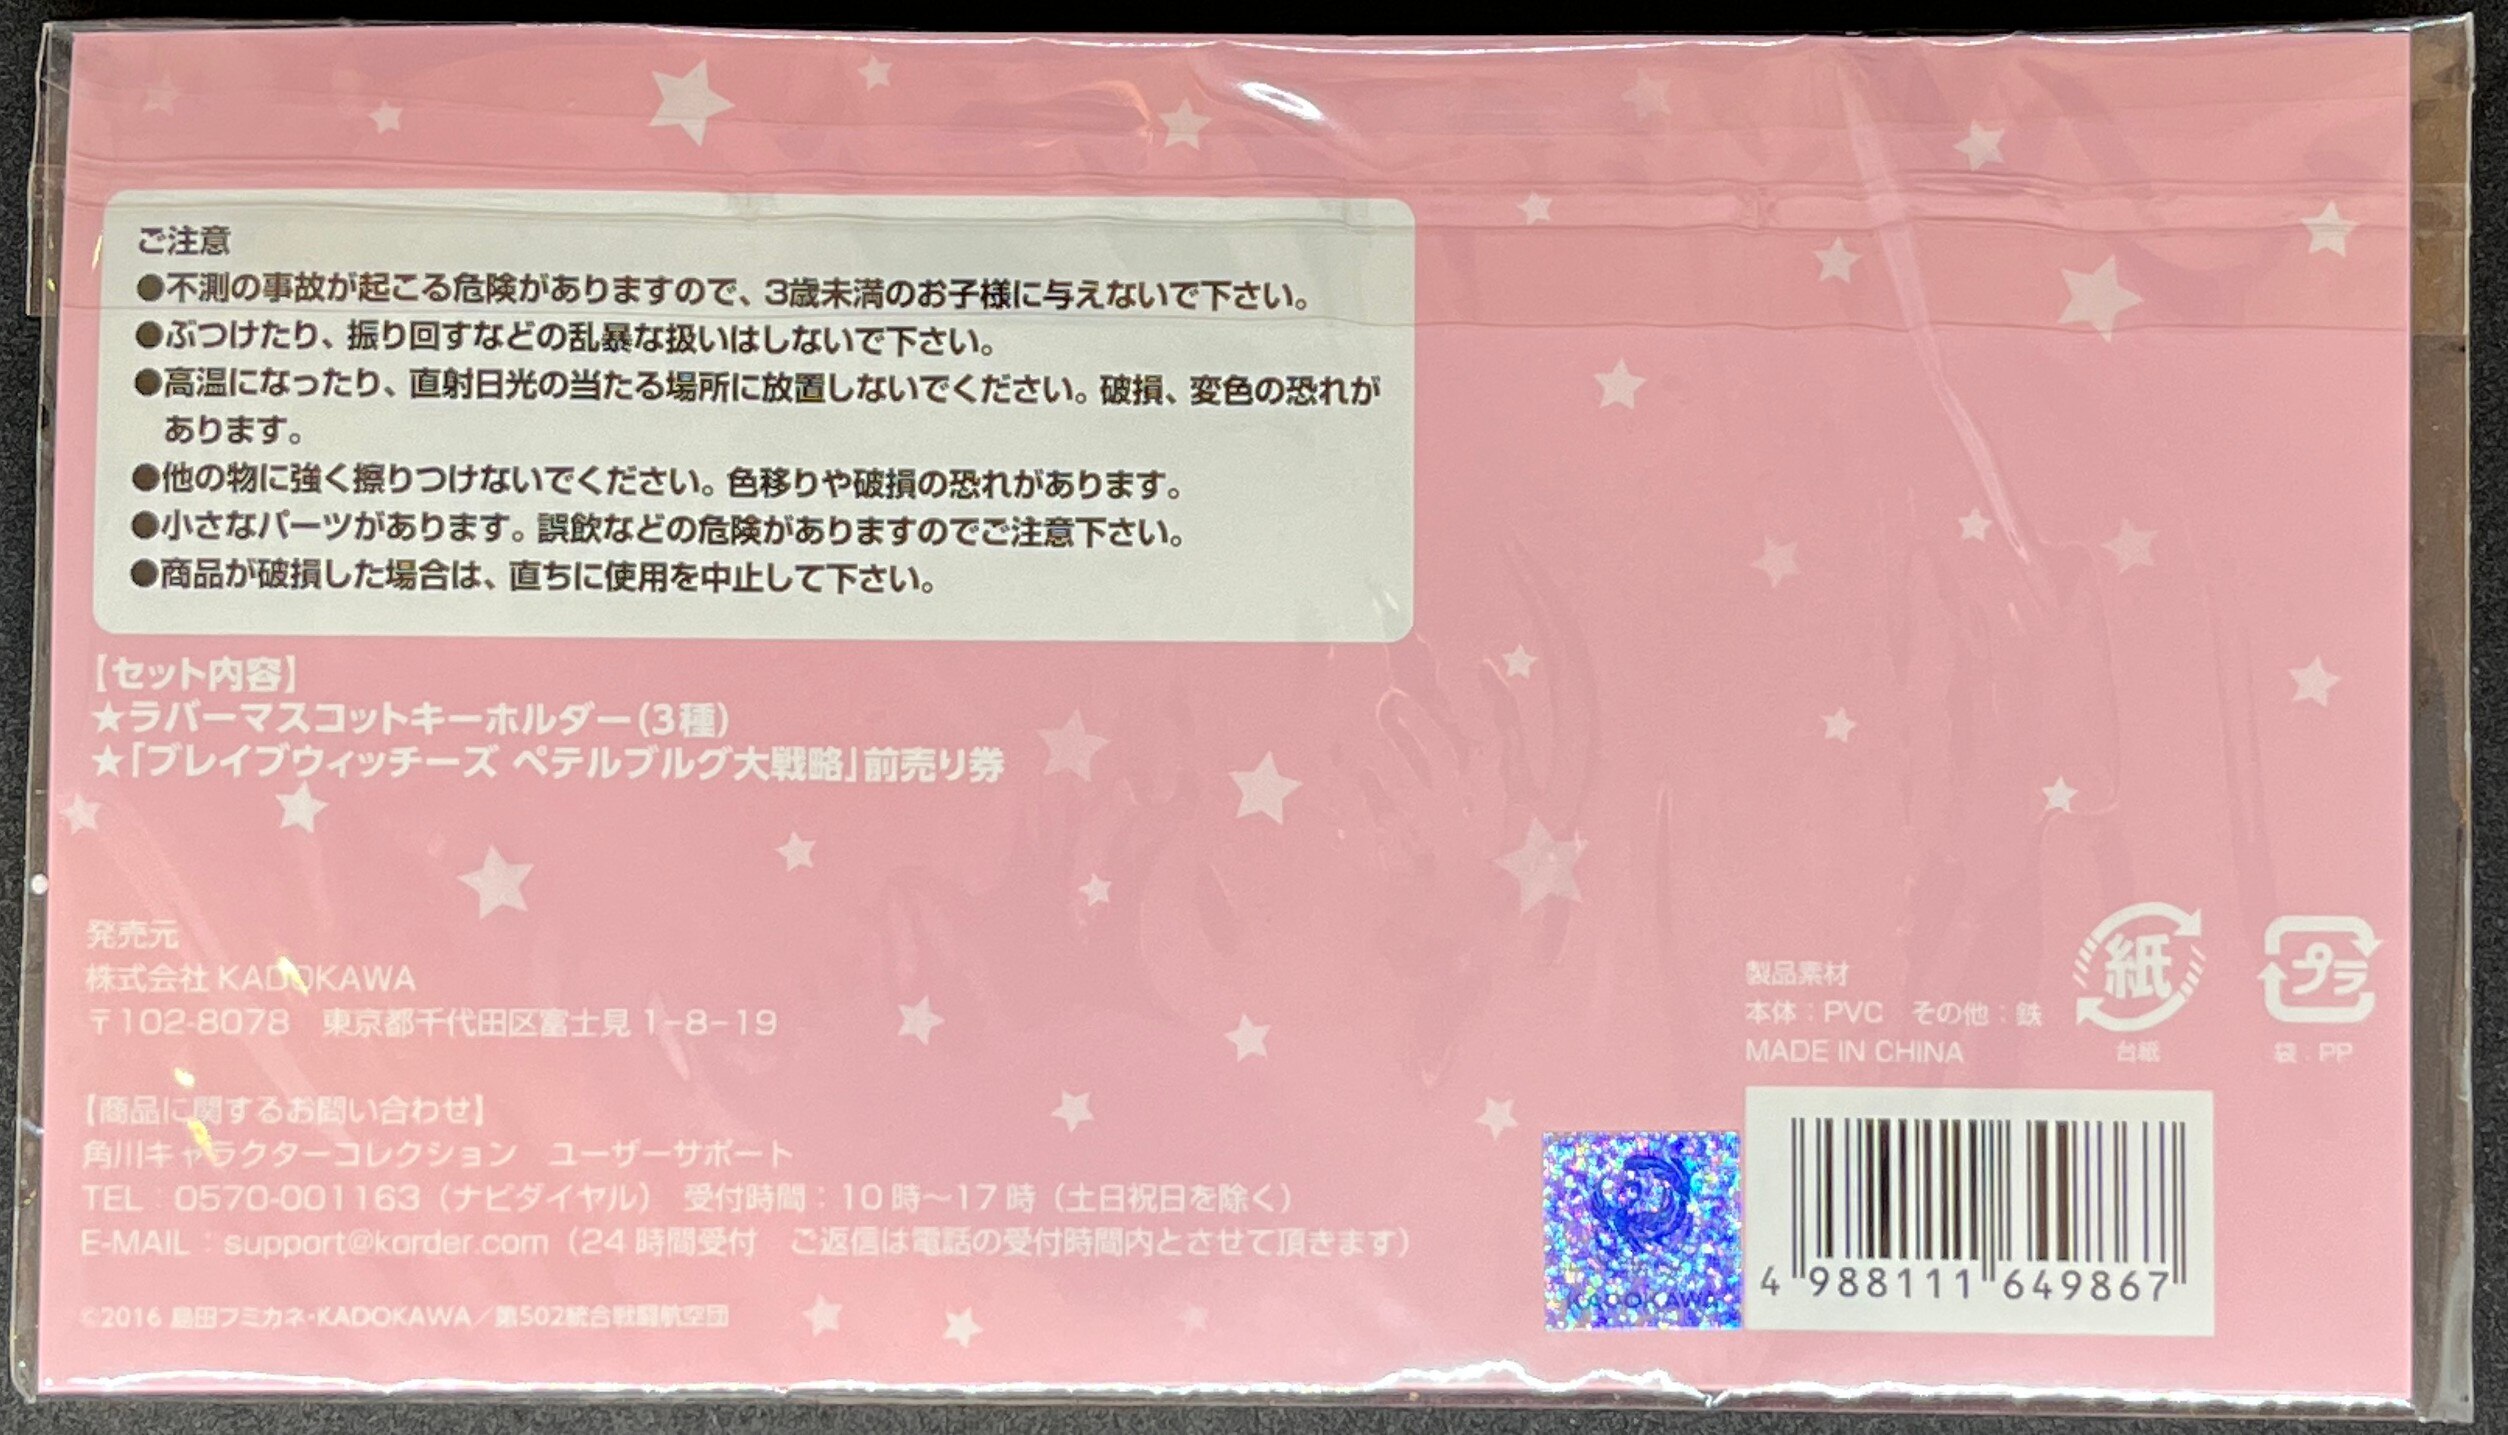 ご注意
●不測の事故が起こる危険がありますので、3歳未満のお子様に与えないで下さい。
●ぶつけたり、振り回すなどの乱暴な扱いはしないで下さい。
●高温になったり、直射日光の当たる場所に放置しないでください。破損、変色の恐れが
あります。
●他の物に強く擦りつけないでください。色移りや破損の恐れがあります。
●小さなパーツがあります。誤飲などの危険がありますのでご注意下さい。
●商品が破損した場合は、直ちに使用を中止して下さい。
【セット内容】
★ラバーマスコットキーホルダー(3種)
★「ブレイブウィッチーズ ペテルブルグ大戦略」前売り券
発売元
株式会社 KADOKAWA
〒102-8078 東京都千代田区富士見 1-8-19
【商品に関するお問い合わせ】
角川キャラクターコレクション ユーザーサポート
TEL:0570-001163（ナビダイヤル） 受付時間：10 時～17 時（土日祝日を除く）
E-MAIL：support@korder.com（24 時間受付 ご返信は電話の受付時間内とさせて頂きます）
©2016 島田フミカネ・KADOKAWA／第502統合戦闘航空団
製品素材
本体：PVC その他：鉄
MADE IN CHINA
紙
台紙
プラ
袋：PP
KADOKAWA
4 988111 649867